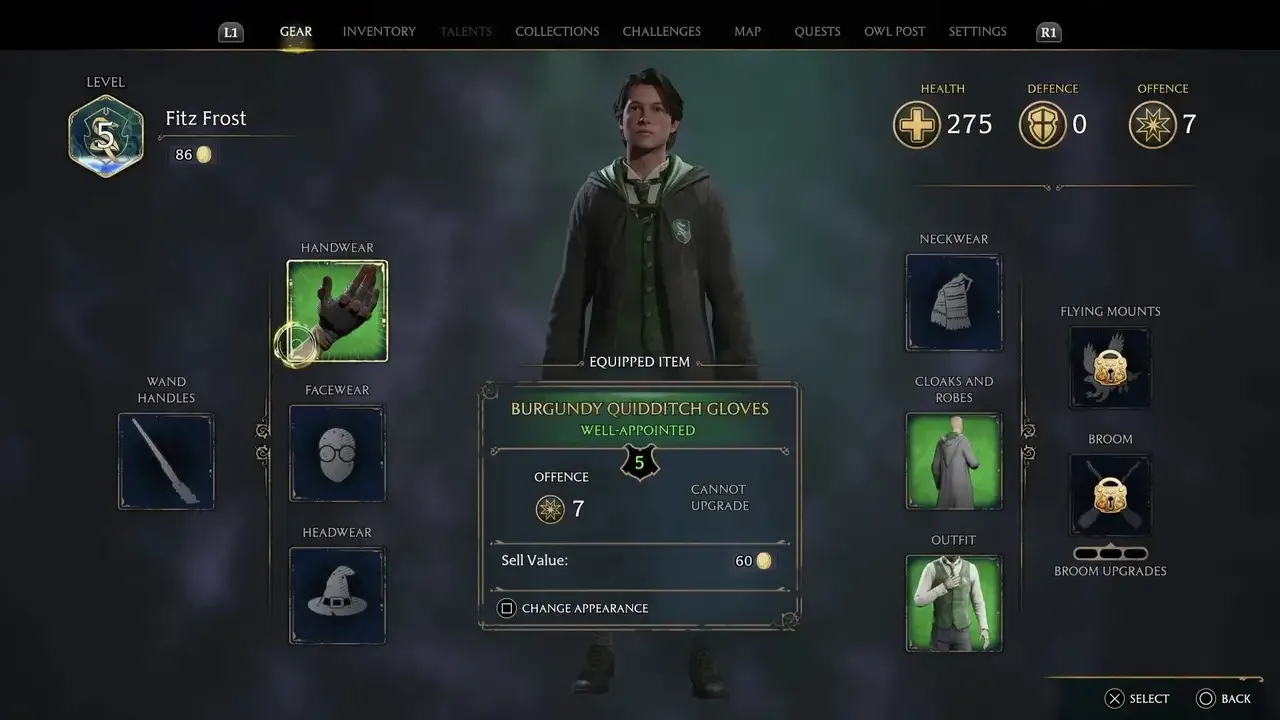 L1 GEAR INVENTORY TALENTS COLLECTIONS CHALLENGES MAP QUESTS OWL POST SETTINGS R1
LEVEL
5
Fitz Frost
86
HEALTH DEFENCE OFFENCE
275 0 7
HANDWEAR
WAND
HANDLES
FACEWEAR
HEADWEAR
EQUIPPED ITEM
BURGUNDY QUIDDITCH GLOVES
WELL-APPOINTED
5
OFFENCE
7
CANNOT
UPGRADE
Sell Value: 60
CHANGE APPEARANCE
NECKWEAR
CLOAKS AND
ROBES
OUTFIT
FLYING MOUNTS
BROOM
BROOM UPGRADES
SELECT BACK